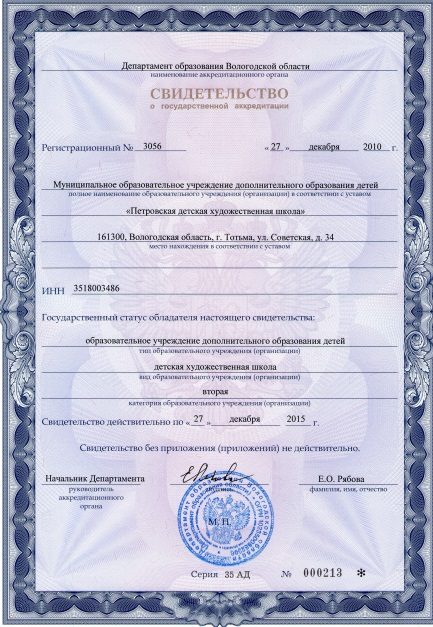 Департамент образования Вологодской области
наименование аккредитационного органа
СВИДЕТЕЛЬСТВО
о государственной аккредитации
Регистрационный № 3056 « 27 » декабря 2010 г.
Муниципальное образовательное учреждение дополнительного образования детей
полное наименование образовательного учреждения (организации) в соответствии с уставом
«Петровская детская художественная школа»
161300, Вологодская область, г. Тотьма, ул. Советская, д. 34
место нахождения в соответствии с уставом
ИНН 3518003486
Государственный статус обладателя настоящего свидетельства:
образовательное учреждение дополнительного образования детей
тип образовательного учреждения (организации)
детская художественная школа
вид образовательного учреждения (организации)
вторая
категория образовательного учреждения (организации)
Свидетельство действительно по « 27 » декабря 2015 г.
Свидетельство без приложения (приложений) не действительно.
Начальник Департамента Е.О. Рябова
руководитель подпись фамилия, имя, отчество
аккредитационного
органа
М. П.
Серия 35 АД № 000213 *